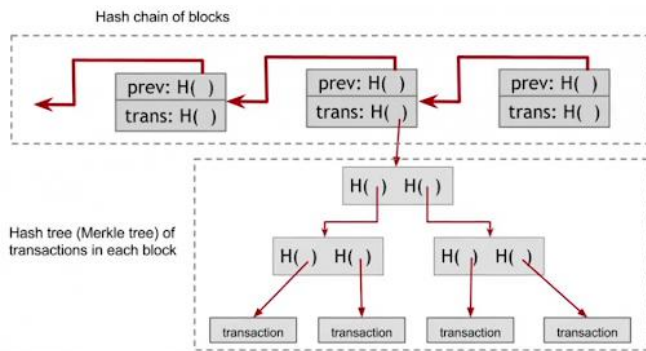 Hash chain of blocks
prev: H( )
trans: H( )
prev: H( )
trans: H( )
prev: H( )
trans: H( )
H( ) H( )
Hash tree (Merkle tree) of
transactions in each block
H( ) H( )
H( ) H( )
transaction
transaction
transaction
transaction